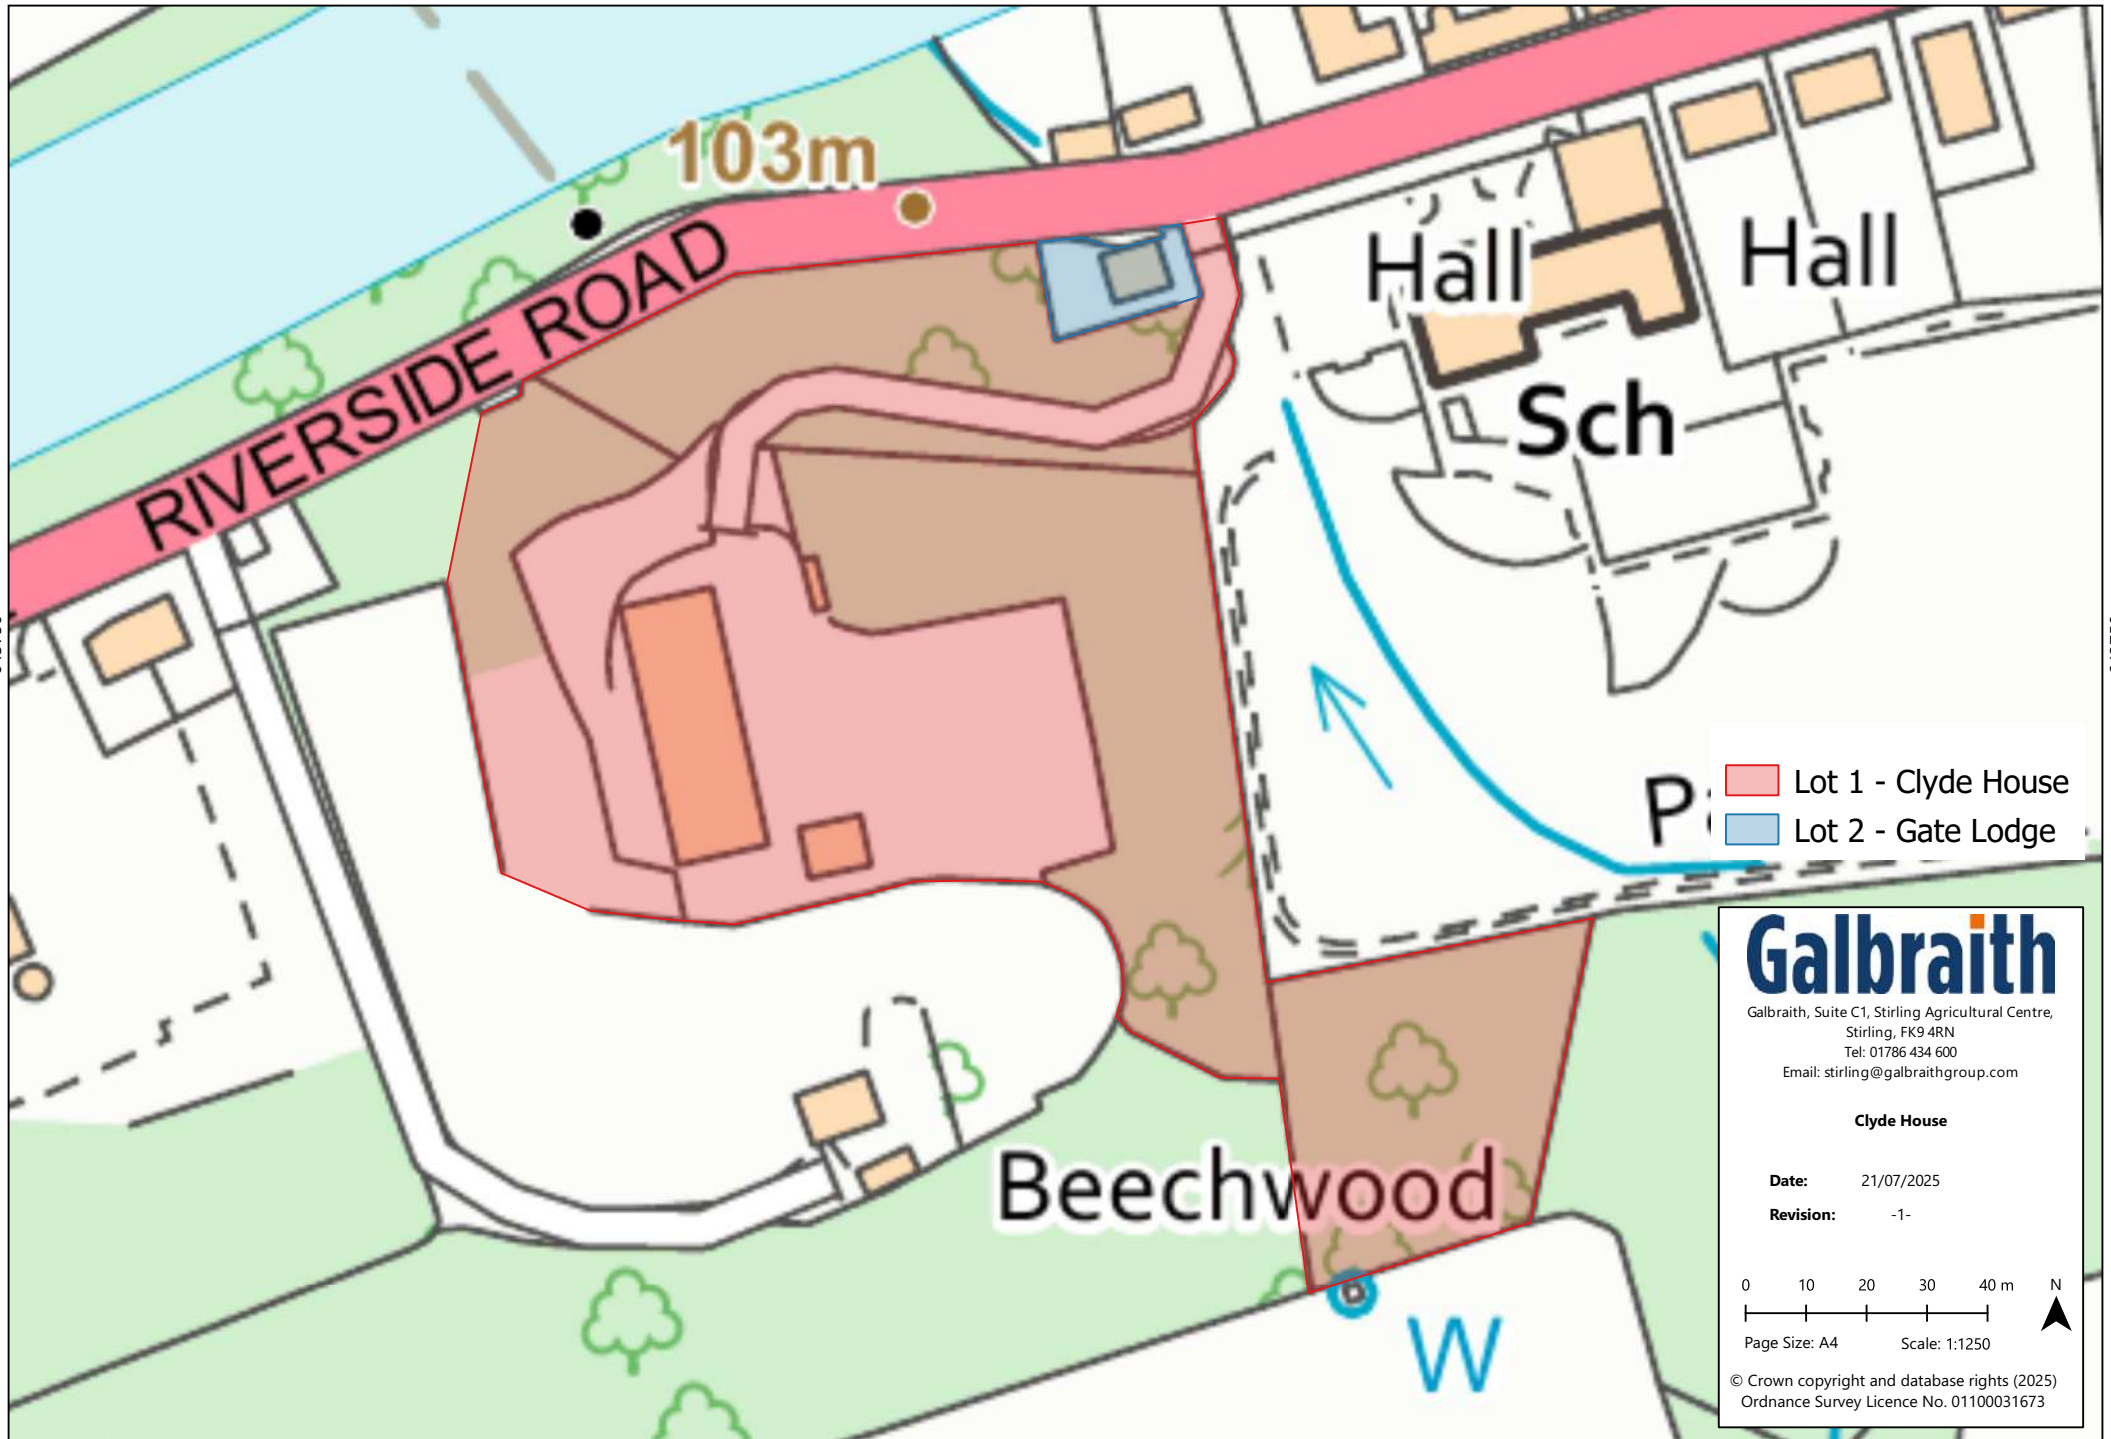 103m
RIVERSIDE ROAD
Hall
Hall
Sch
Lot 1 - Clyde House
Lot 2 - Gate Lodge
Beechwood
W
Galbraith
Galbraith, Suite C1, Stirling Agricultural Centre,
Stirling, FK9 4RN
Tel: 01786 434 600
Email: stirling@galbraithgroup.com
Clyde House
Date: 21/07/2025
Revision: -1-
0 10 20 30 40 m N
Page Size: A4 Scale: 1:1250
© Crown copyright and database rights (2025)
Ordnance Survey Licence No. 01100031673